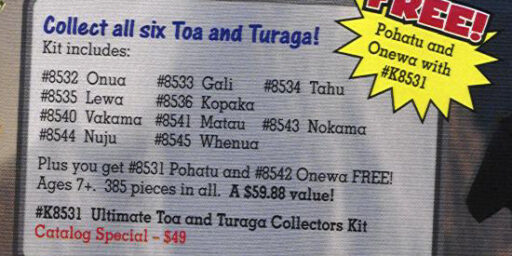 FREE!
Pohatu and
Onewa with
#K8531
Collect all six Toa and Turaga!
Kit includes:
#8532 Onua #8533 Gali #8534 Tahu
#8535 Lewa #8536 Kopaka
#8540 Vakama #8541 Matau #8543 Nokama
#8544 Nuju #8545 Whenua
Plus you get #8531 Pohatu and #8542 Onewa FREE!
Ages 7+. 385 pieces in all. A $59.88 value!
#K8531 Ultimate Toa and Turaga Collectors Kit
Catalog Special – $49